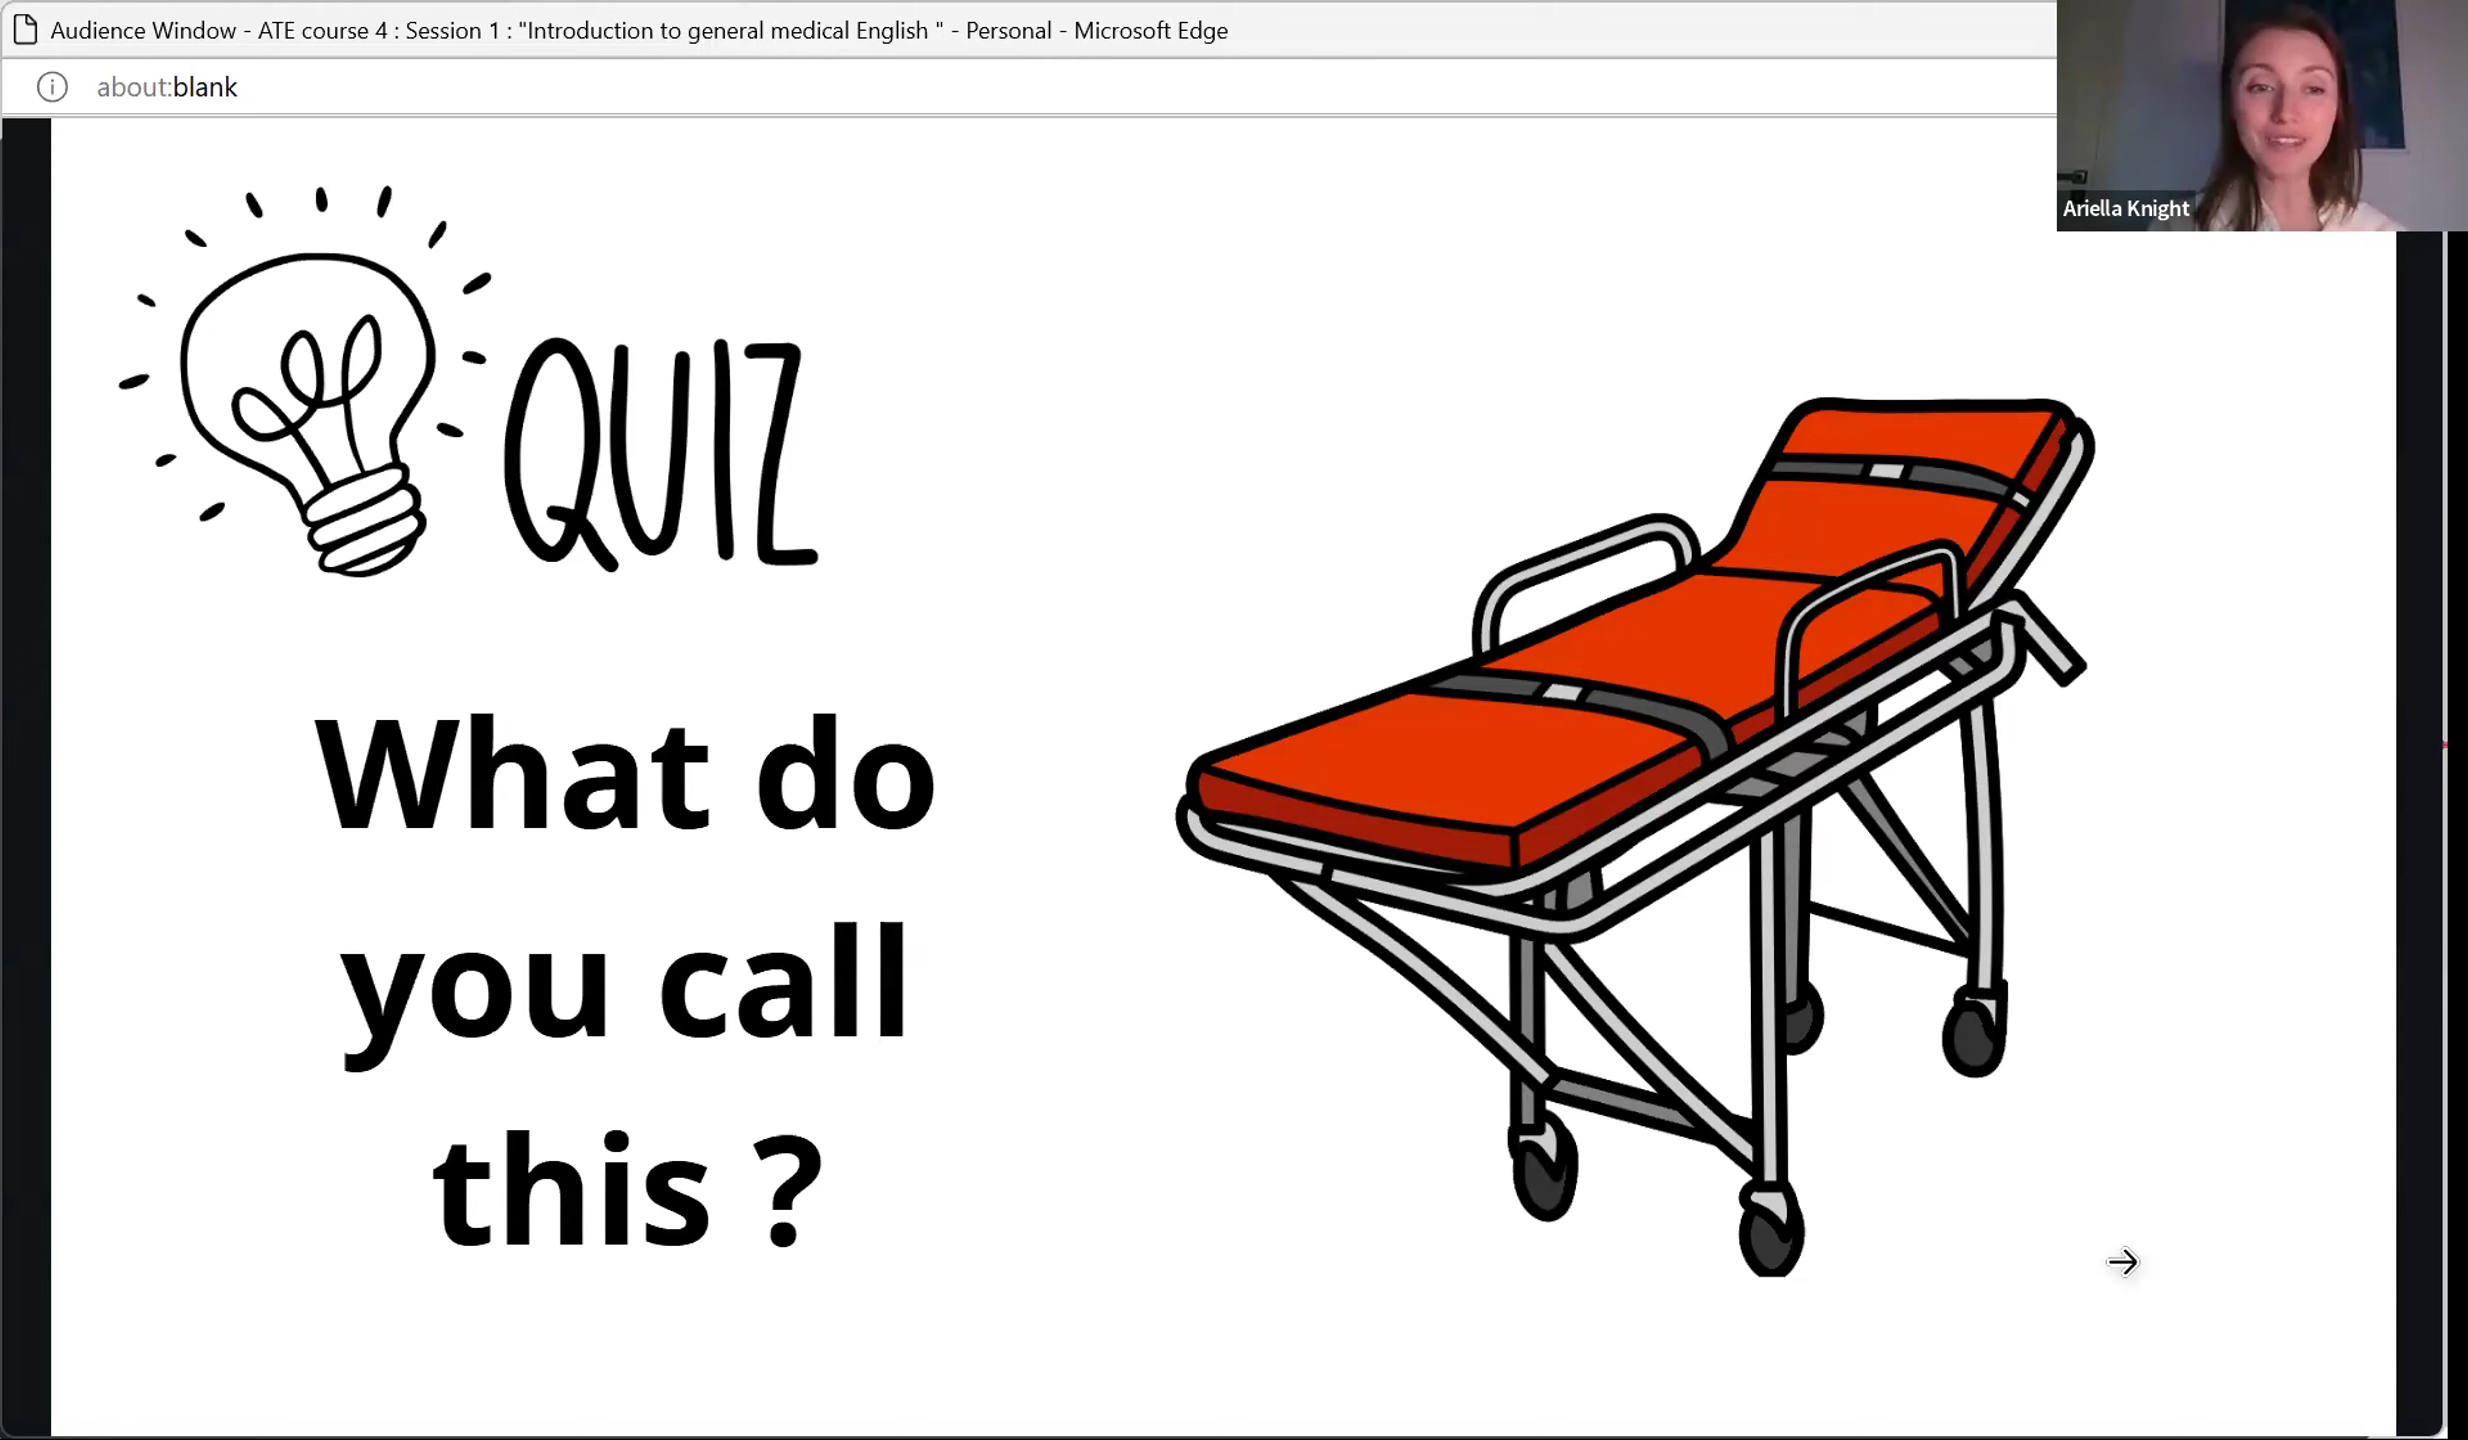 Audience Window - ATE course 4 : Session 1 : "Introduction to general medical English " - Personal - Microsoft Edge
about:blank
Ariella Knight
QUIZ
What do
you call
this ?